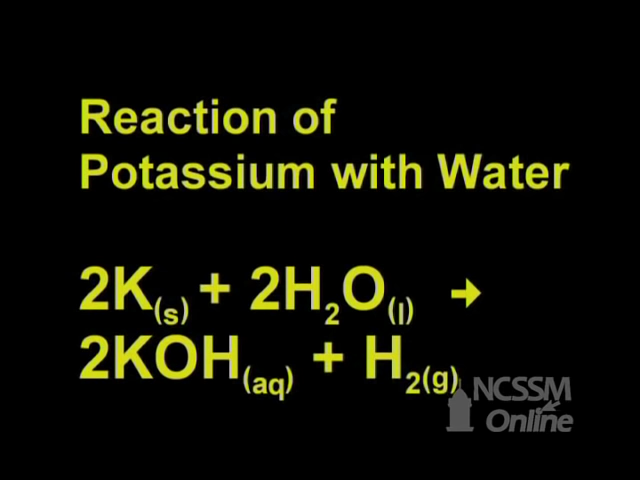 Reaction of
Potassium with Water
2K(s) + 2H2O(l) →
2KOH(aq) + H2(g)
NCSSM
Online